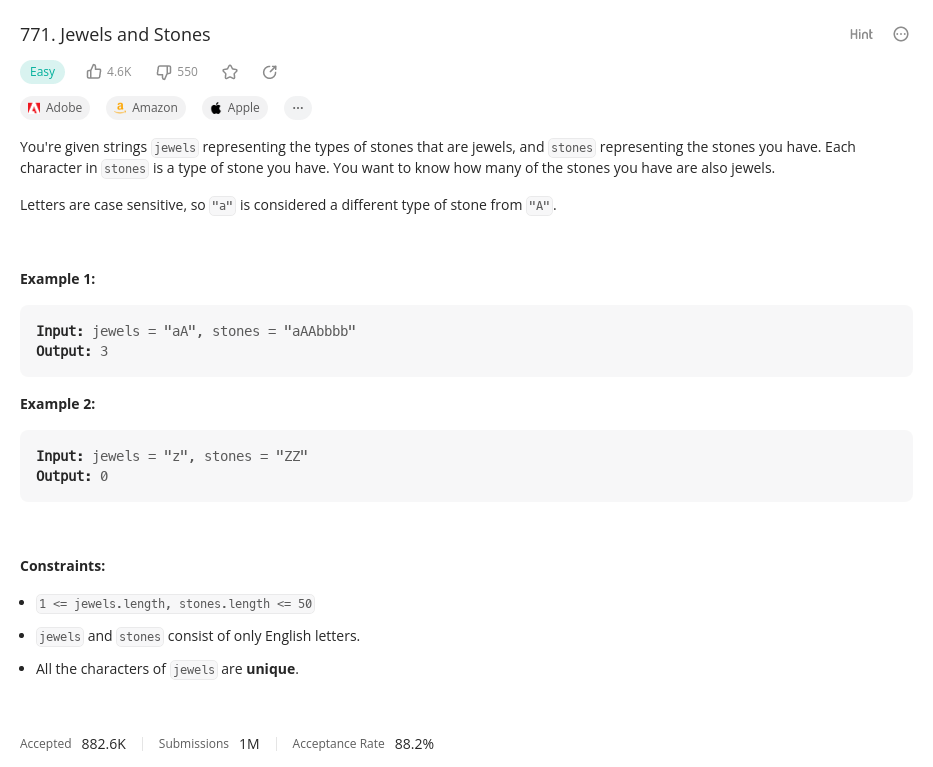 771. Jewels and Stones
Hint
Easy
4.6K
550
Adobe
Amazon
Apple
You're given strings jewels representing the types of stones that are jewels, and stones representing the stones you have. Each
character in stones is a type of stone you have. You want to know how many of the stones you have are also jewels.
Letters are case sensitive, so "a" is considered a different type of stone from "A".
Example 1:
Input: jewels = "aA", stones = "aAAbbbb"
Output: 3
Example 2:
Input: jewels = "z", stones = "ZZ"
Output: 0
Constraints:
1 <= jewels.length, stones.length <= 50
jewels and stones consist of only English letters.
All the characters of jewels are unique.
Accepted 882.6K Submissions 1M Acceptance Rate 88.2%